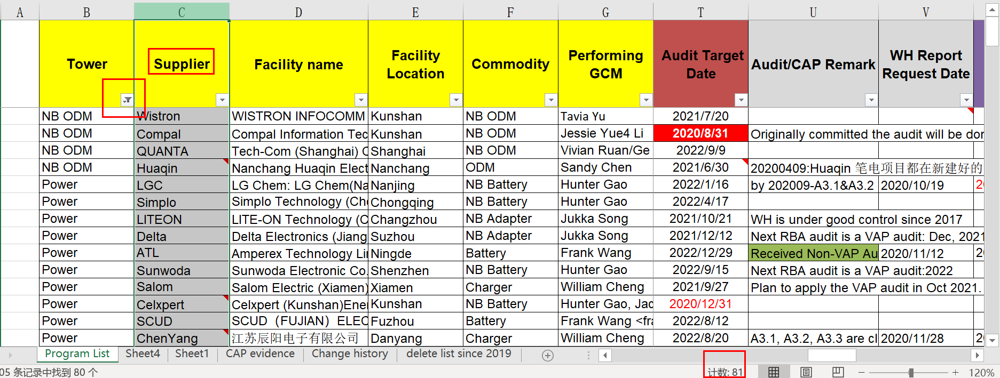 A B C D E F G T U V
Tower Supplier Facility name Facility Location Commodity Performing GCM Audit Target Date Audit/CAP Remark WH Report Request Date
NB ODM Wistron WISTRON INFOCOMM Kunshan NB ODM Tavia Yu 2021/7/20
NB ODM Compal Compal Information Tec Kunshan NB ODM Jessie Yue4 Li 2020/8/31 Originally committed the audit will be dor
NB ODM QUANTA Tech-Com (Shanghai) C Shanghai NB ODM Vivian Ruan/Ge 2022/9/9
NB ODM Huaqin Nanchang Huaqin Elect Nanchang ODM Sandy Chen 2021/6/30 20200409:Huaqin 笔电项目都在新建好的
Power LGC LG Chem: LG Chem(Na Nanjing NB Battery Hunter Gao 2022/1/16 by 202009-A3.1&A3.2 2020/10/19 2
Power Simplo Simplo Technology (Cho Chongqing NB Battery Hunter Gao 2022/4/17
Power LITEON LITE-ON Technology (C Changzhou NB Adapter Jukka Song 2021/10/21 WH is under good control since 2017
Power Delta Delta Electronics (Jiang Suzhou NB Adapter Jukka Song 2021/12/12 Next RBA audit is a VAP audit: Dec, 2021
Power ATL Amperex Technology Lir Ningde Battery Frank Wang 2022/12/29 Received Non-VAP Au 2020/11/12 2
Power Sunwoda Sunwoda Electronic Co. Shenzhen NB Battery Hunter Gao 2022/9/15 Next RBA audit is a VAP audit:2022
Power Salom Salom Electric (Xiamen) Xiamen Charger William Cheng 2021/9/27 Plan to apply the VAP audit in Oct 2021.
Power Celxpert Celxpert (Kunshan)Ener Kunshan NB Battery Hunter Gao, Jac 2020/12/31
Power SCUD SCUD（FUJIAN）ELEC Fuzhou Battery Frank Wang <fra 2022/8/12
Power ChenYang 江苏辰阳电子有限公司 Danyang Charger William Cheng 2022/8/20 A3.1, A3.2, A3.3 are cl 2020/11/28 2
Program List Sheet4 Sheet1 CAP evidence Change history delete list since 2019
05 条记录中找到 80 个 计数: 81 120%